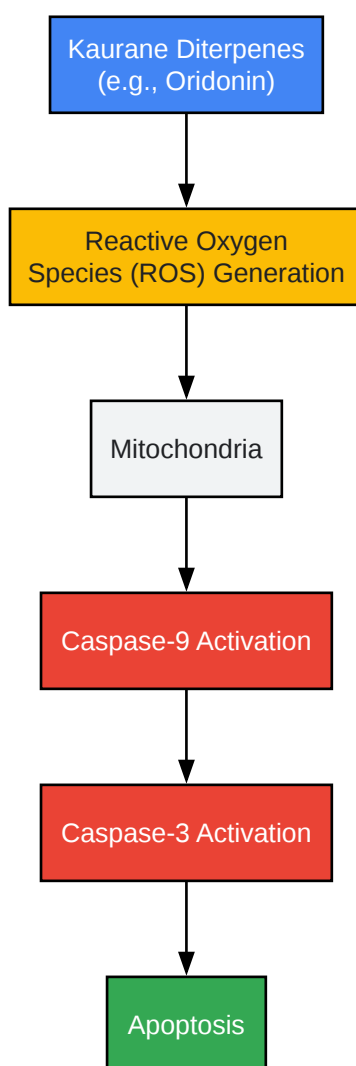 Kaurane Diterpenes
(e.g., Oridonin)
Reactive Oxygen
Species (ROS) Generation
Mitochondria
Caspase-9 Activation
Caspase-3 Activation
Apoptosis